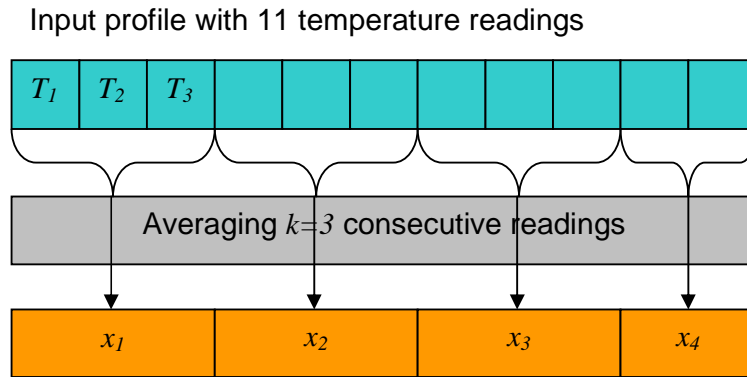 Input profile with 11 temperature readings
T1 T2 T3
Averaging k=3 consecutive readings
x1 x2 x3 x4